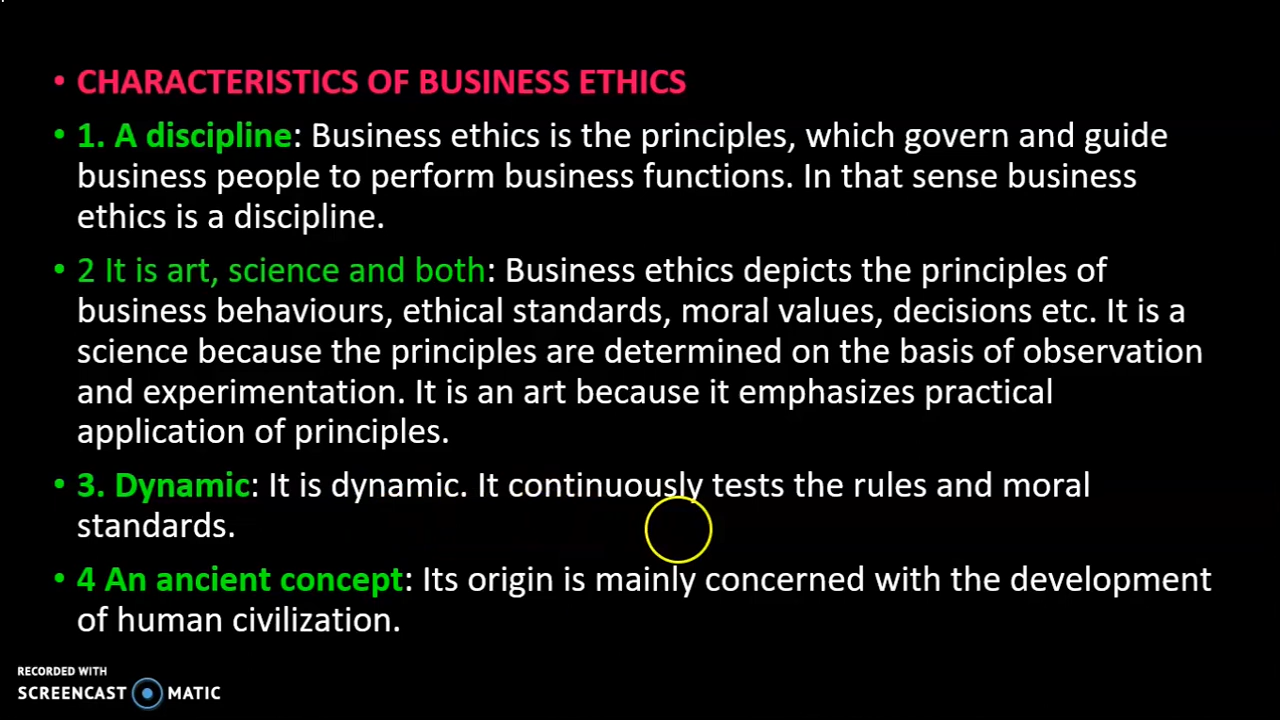 • CHARACTERISTICS OF BUSINESS ETHICS
• 1. A discipline: Business ethics is the principles, which govern and guide
business people to perform business functions. In that sense business
ethics is a discipline.
• 2 It is art, science and both: Business ethics depicts the principles of
business behaviours, ethical standards, moral values, decisions etc. It is a
science because the principles are determined on the basis of observation
and experimentation. It is an art because it emphasizes practical
application of principles.
• 3. Dynamic: It is dynamic. It continuously tests the rules and moral
standards.
• 4 An ancient concept: Its origin is mainly concerned with the development
of human civilization.
RECORDED WITH
SCREENCAST MATIC